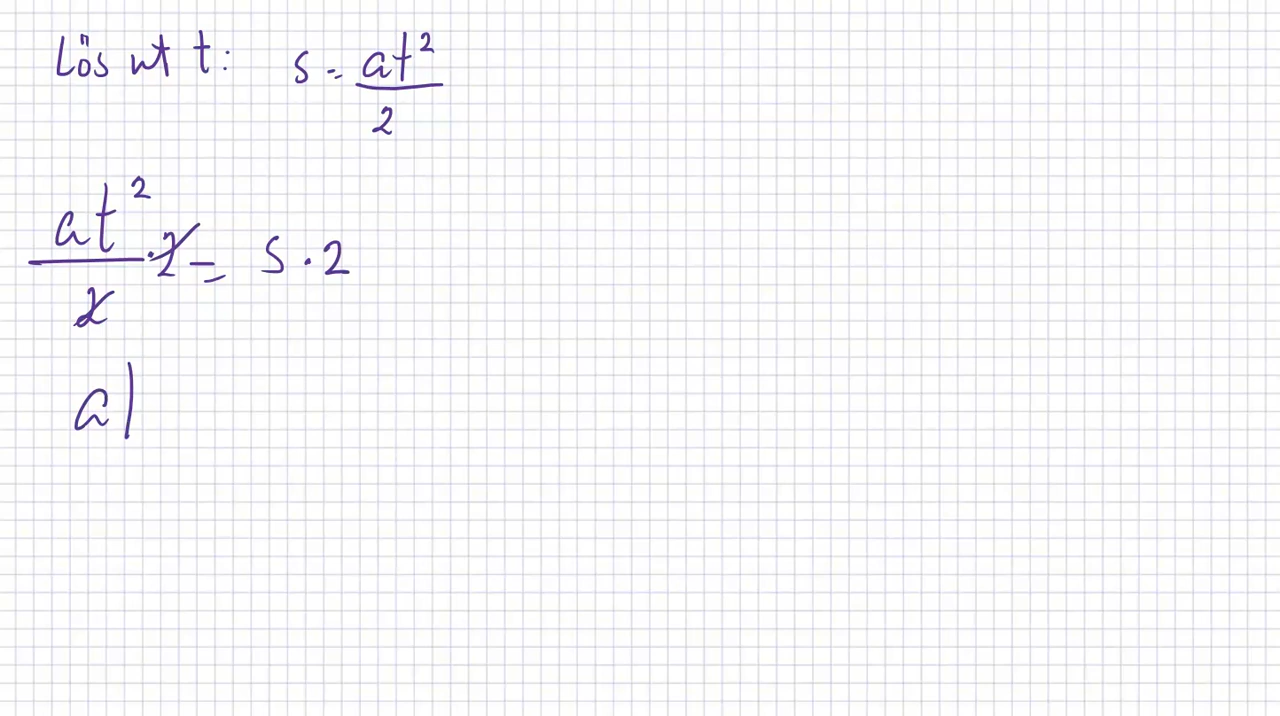 Lös ut t: s = at²/2
at²/2 · 2 = s · 2
a